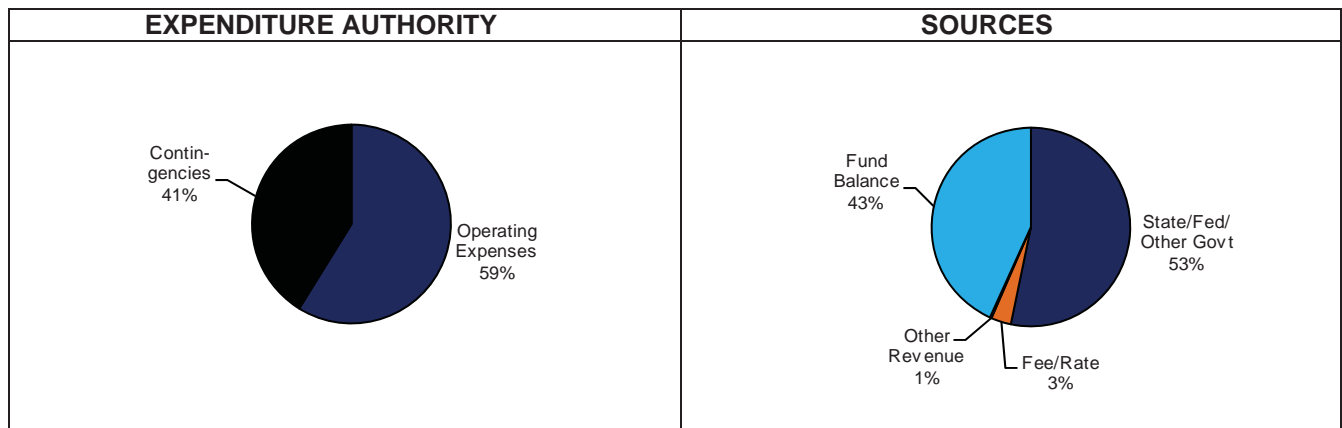 EXPENDITURE AUTHORITY
SOURCES
Contin-
gencies
41%
Operating
Expenses
59%
Fund
Balance
43%
State/Fed/
Other Govt
53%
Other
Revenue
1%
Fee/Rate
3%